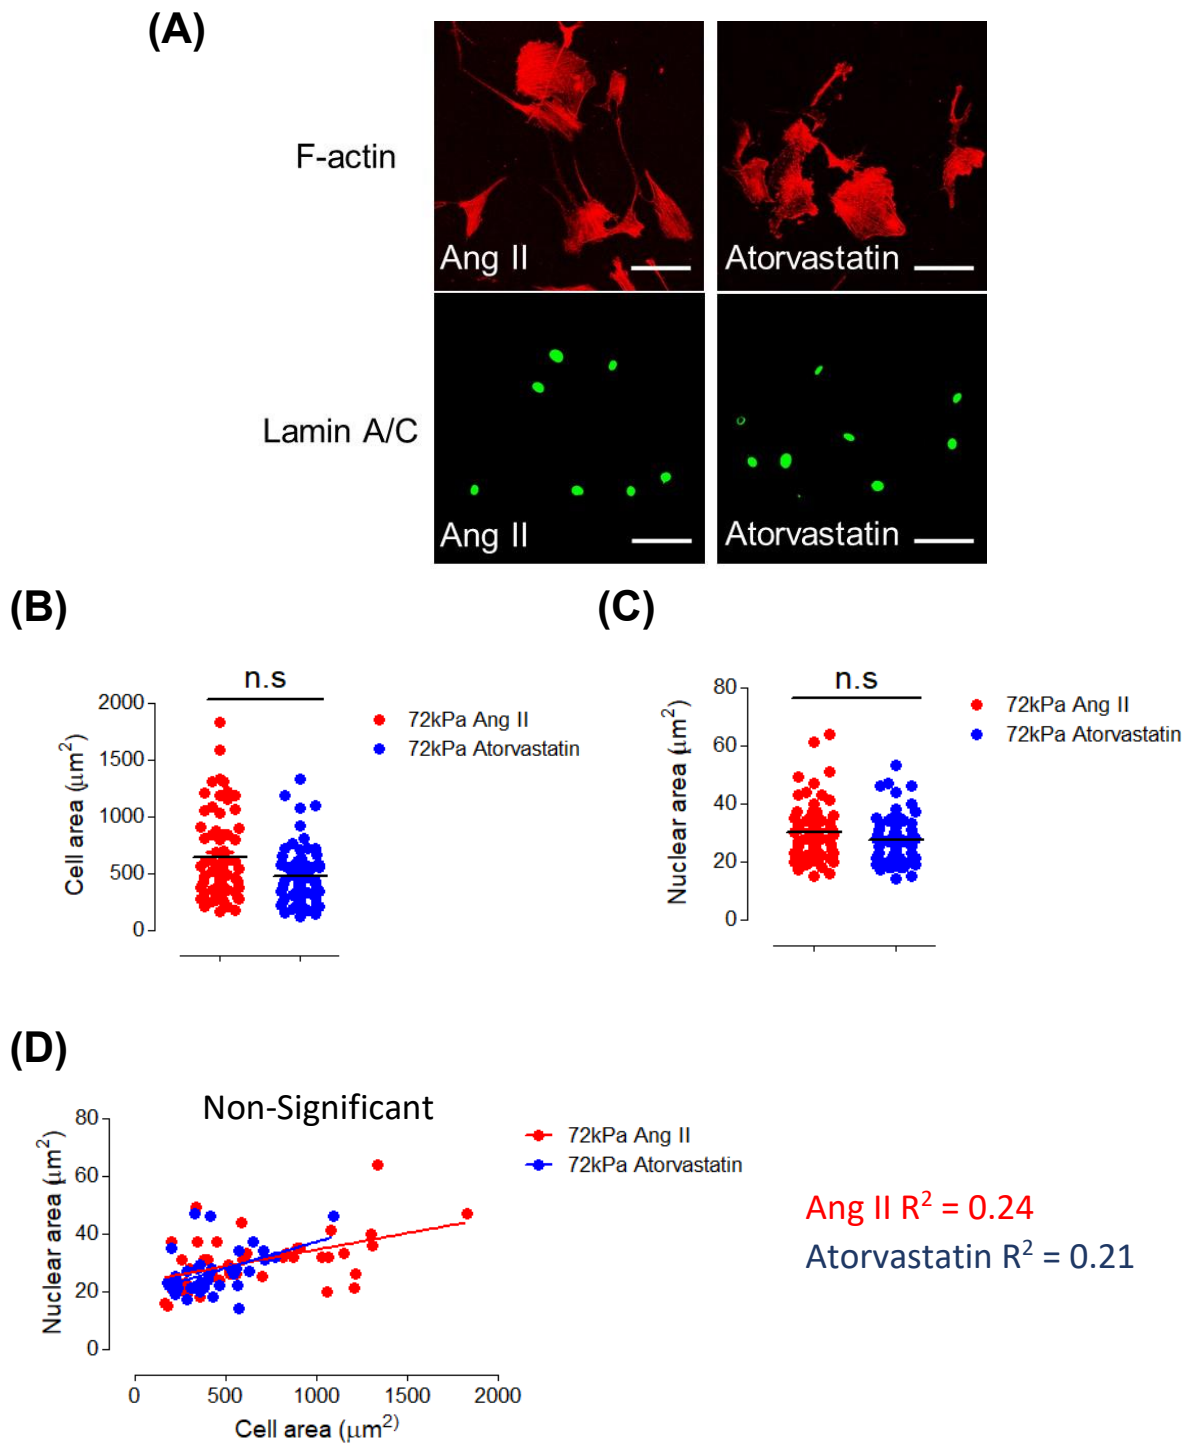 (A)
F-actin
Ang II
Atorvastatin
Lamin A/C
Ang II
Atorvastatin
(B)
n.s
2000
1500
1000
500
0
Cell area (μm²)
72kPa Ang II
72kPa Atorvastatin
(C)
n.s
80
60
40
20
0
Nuclear area (μm²)
72kPa Ang II
72kPa Atorvastatin
(D)
Non-Significant
80
60
40
20
0
Nuclear area (μm²)
0 500 1000 1500 2000
Cell area (μm²)
72kPa Ang II
72kPa Atorvastatin
Ang II R² = 0.24
Atorvastatin R² = 0.21